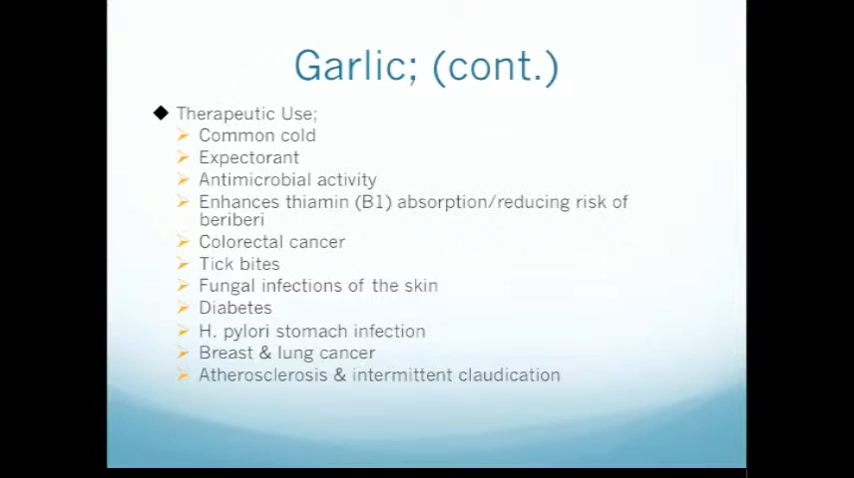 Garlic; (cont.)
Therapeutic Use;
Common cold
Expectorant
Antimicrobial activity
Enhances thiamin (B1) absorption/reducing risk of
beriberi
Colorectal cancer
Tick bites
Fungal infections of the skin
Diabetes
H. pylori stomach infection
Breast & lung cancer
Atherosclerosis & intermittent claudication